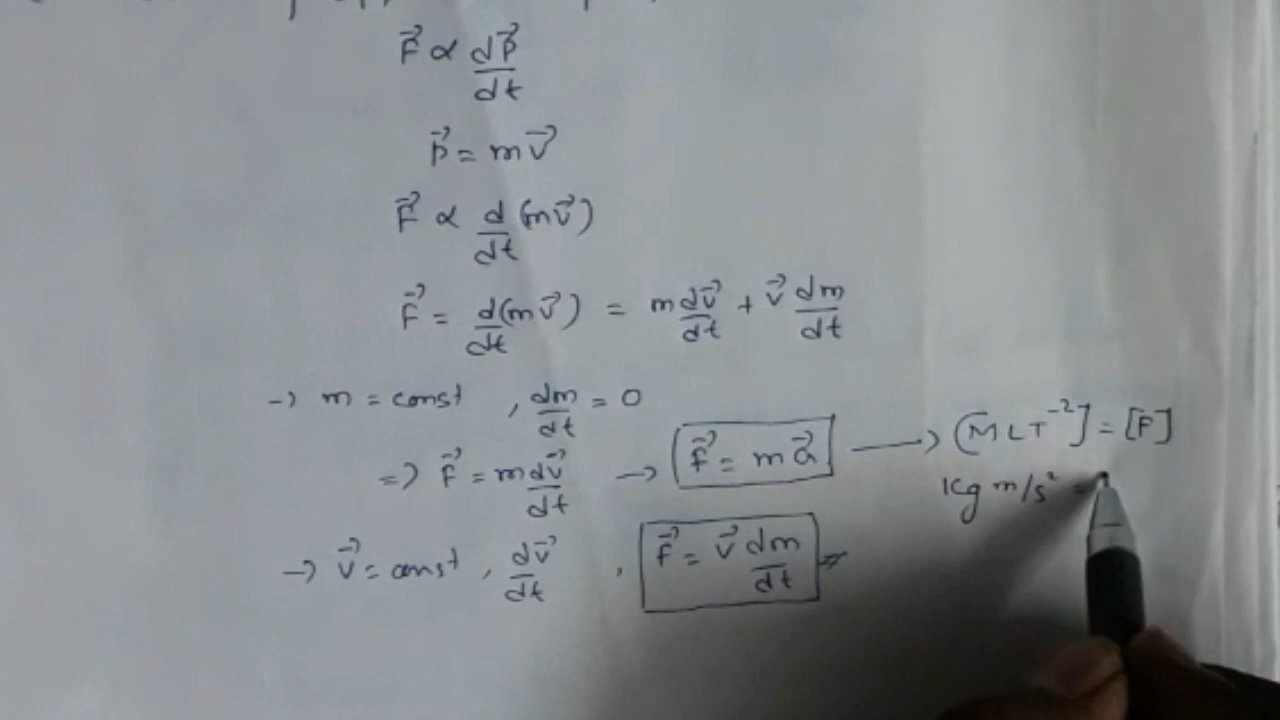 F⃗ ∝ dP⃗/dt
p⃗ = mv⃗
F⃗ ∝ d/dt (mv⃗)
F⃗ = d/dt (mv⃗) = m dv⃗/dt + v⃗ dm/dt
→ m = const , dm/dt = 0
⇒ F⃗ = m dv⃗/dt → F⃗ = ma⃗ → [MLT⁻²] = [F]
kg m/s² =
→ v⃗ = const , dv⃗/dt , F⃗ = v⃗ dm/dt